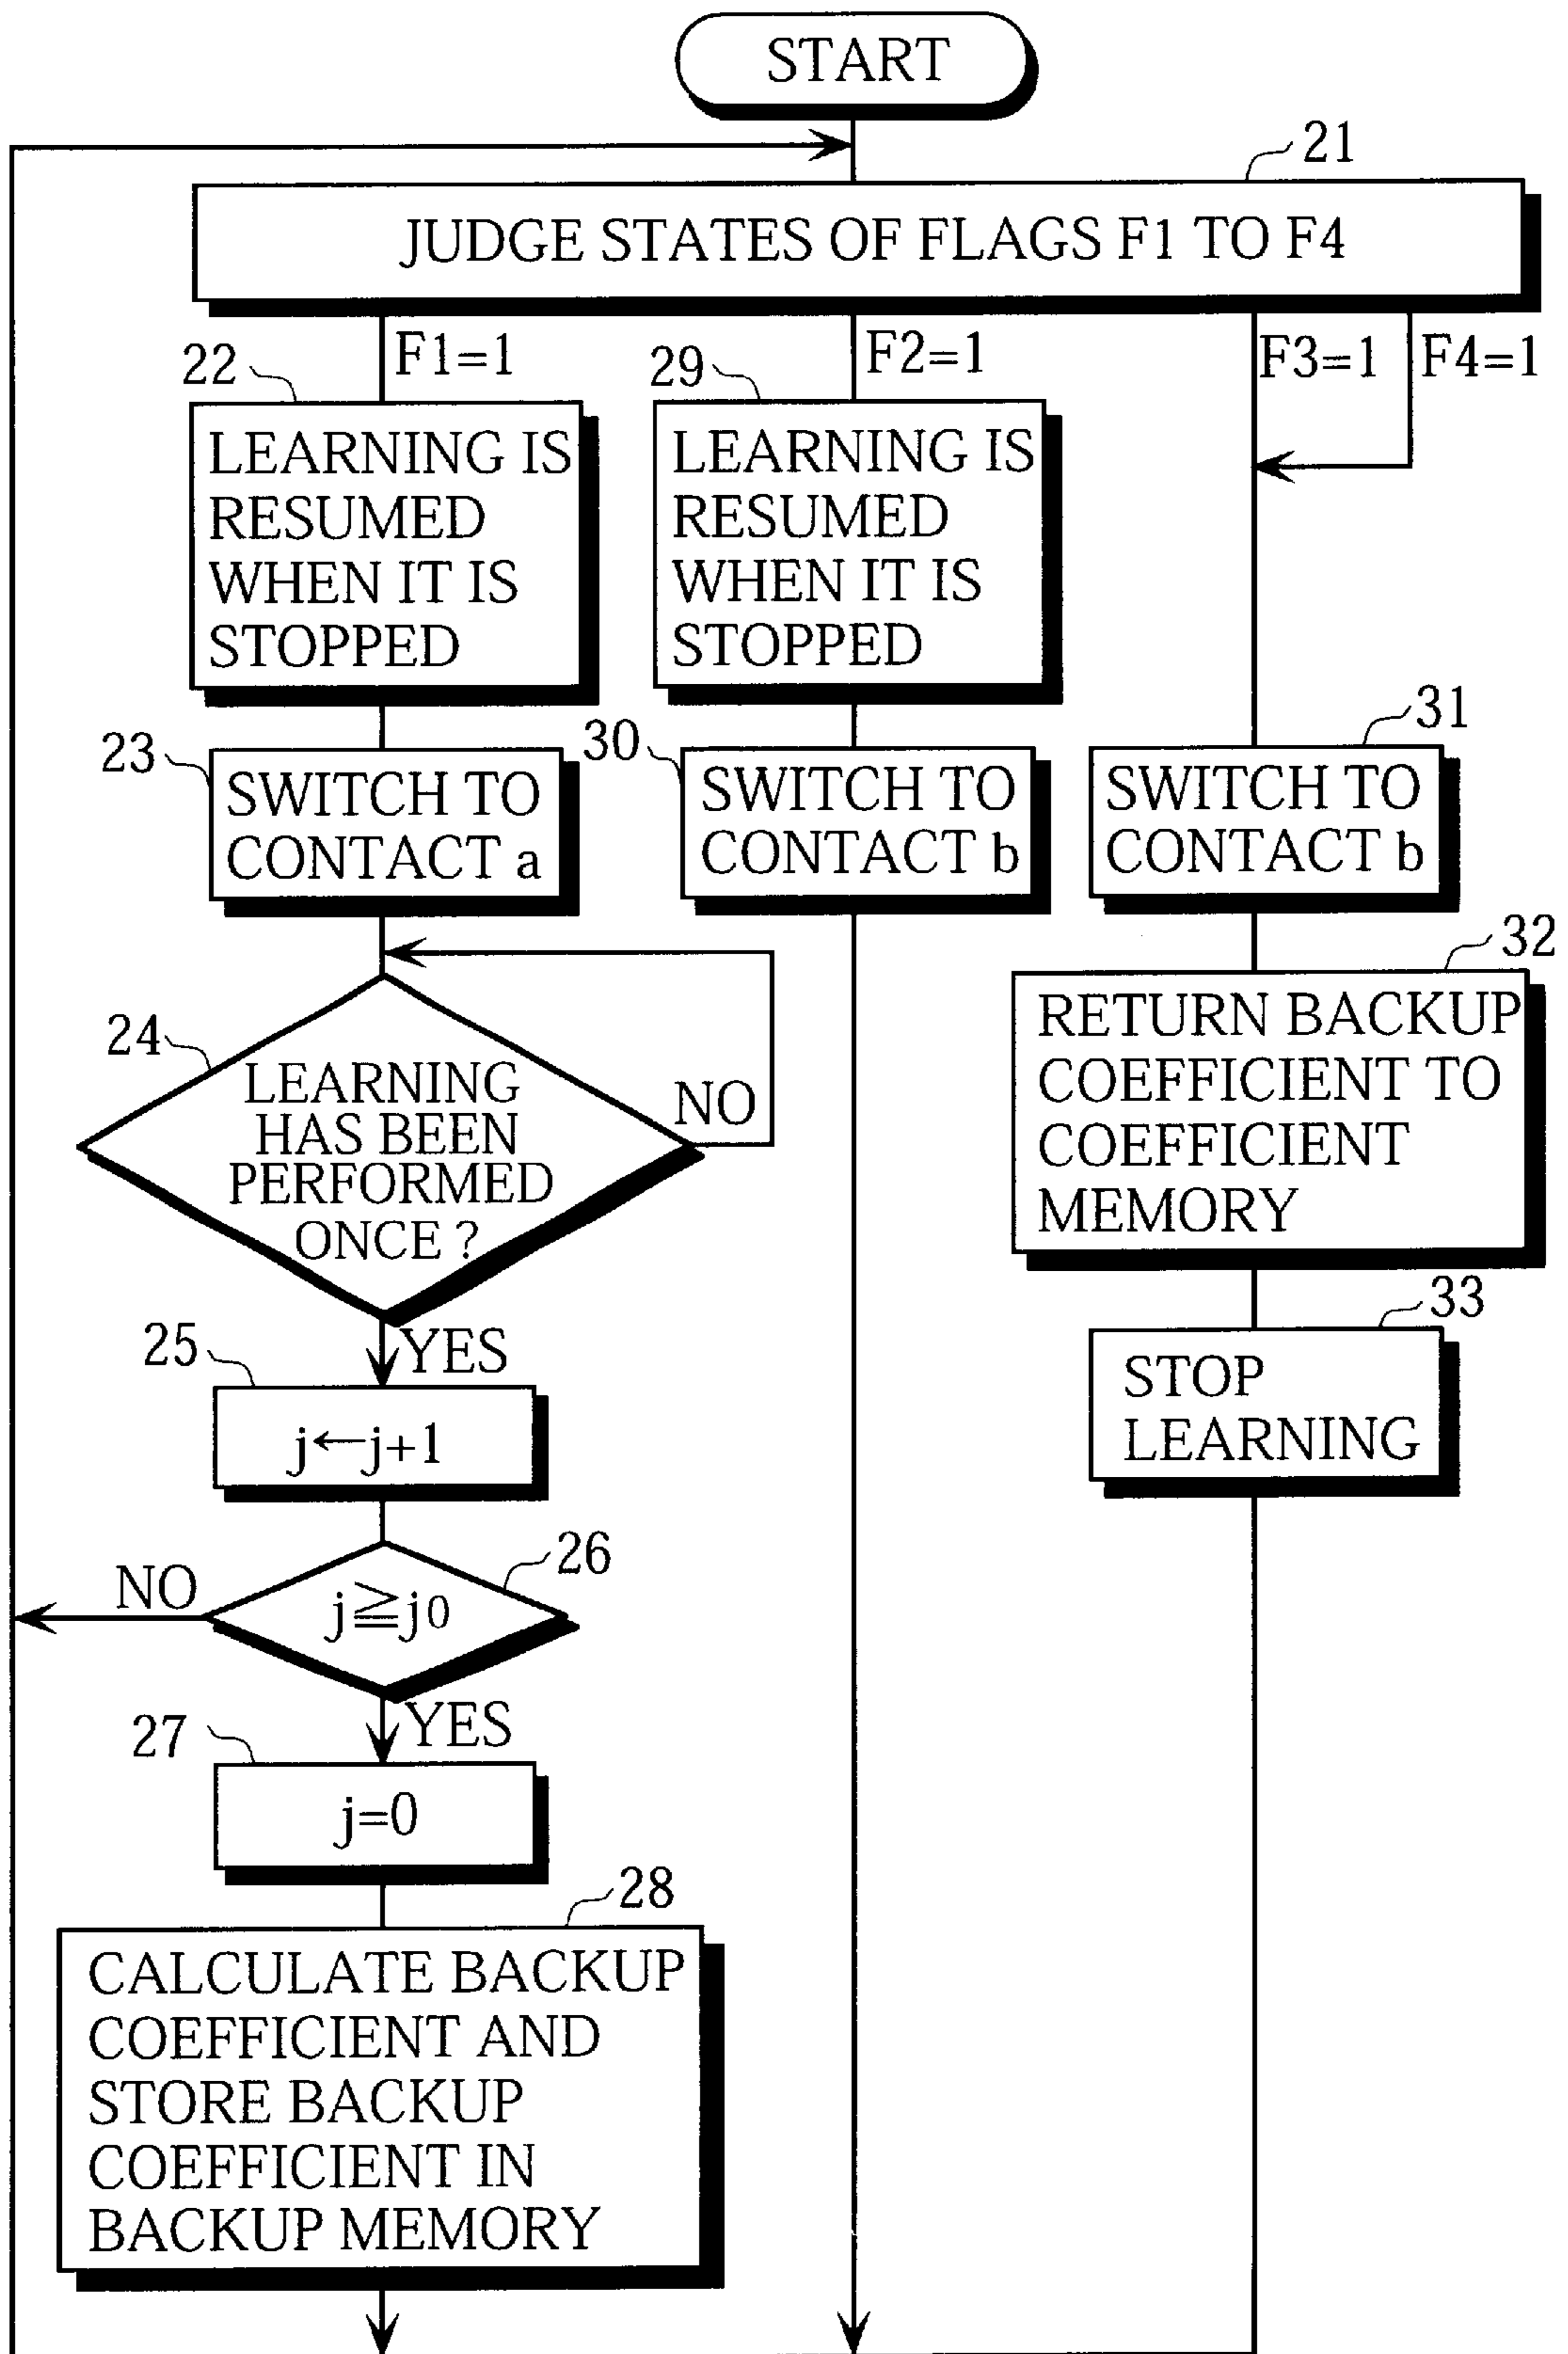 START
21
JUDGE STATES OF FLAGS F1 TO F4
F1=1
F2=1
F3=1
F4=1
22
LEARNING IS
RESUMED
WHEN IT IS
STOPPED
23
SWITCH TO
CONTACT a
24
LEARNING
HAS BEEN
PERFORMED
ONCE ?
NO
YES
25
j←j+1
26
j≧j0
NO
YES
27
j=0
28
CALCULATE BACKUP
COEFFICIENT AND
STORE BACKUP
COEFFICIENT IN
BACKUP MEMORY
29
LEARNING IS
RESUMED
WHEN IT IS
STOPPED
30
SWITCH TO
CONTACT b
31
SWITCH TO
CONTACT b
32
RETURN BACKUP
COEFFICIENT TO
COEFFICIENT
MEMORY
33
STOP
LEARNING